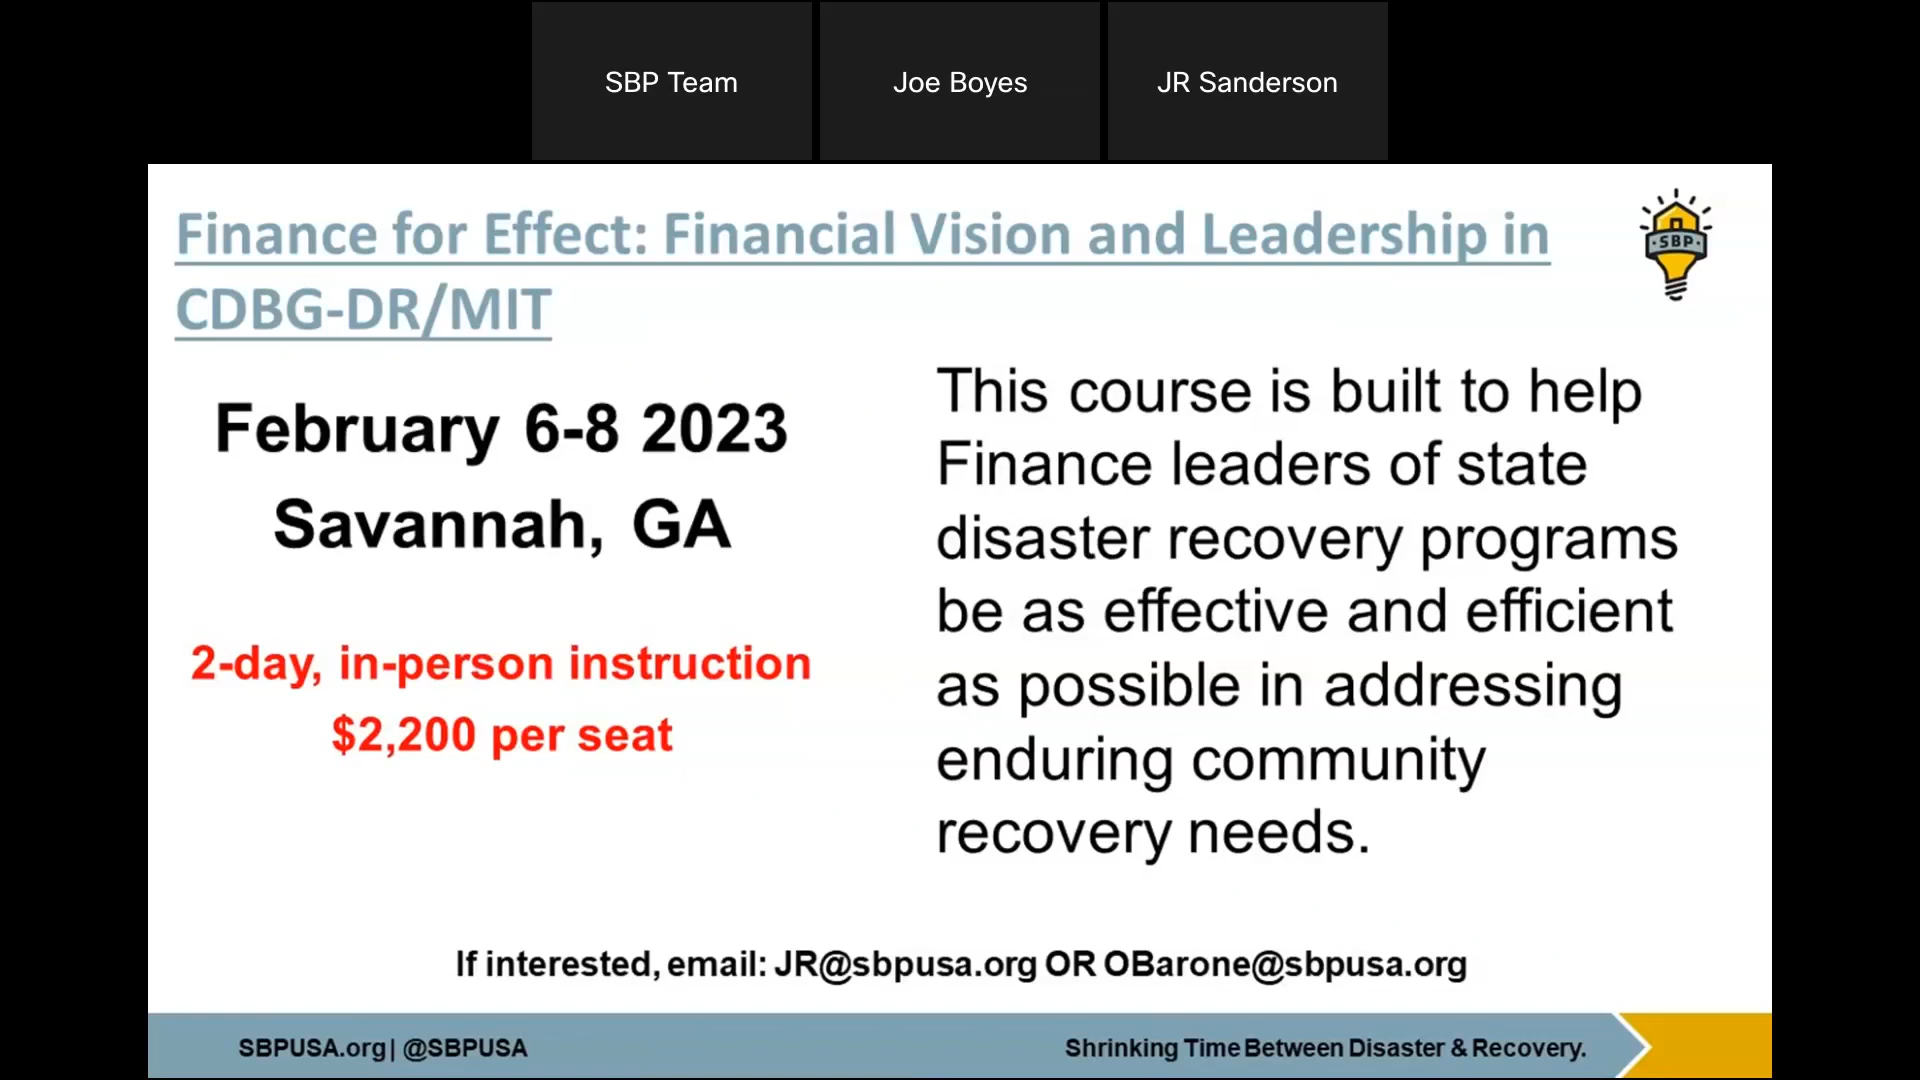 SBP Team
Joe Boyes
JR Sanderson
Finance for Effect: Financial Vision and Leadership in
CDBG-DR/MIT
·SBP·
February 6-8 2023
Savannah, GA
2-day, in-person instruction
$2,200 per seat
This course is built to help
Finance leaders of state
disaster recovery programs
be as effective and efficient
as possible in addressing
enduring community
recovery needs.
If interested, email: JR@sbpusa.org OR OBarone@sbpusa.org
SBPUSA.org| @SBPUSA
Shrinking Time Between Disaster & Recovery.